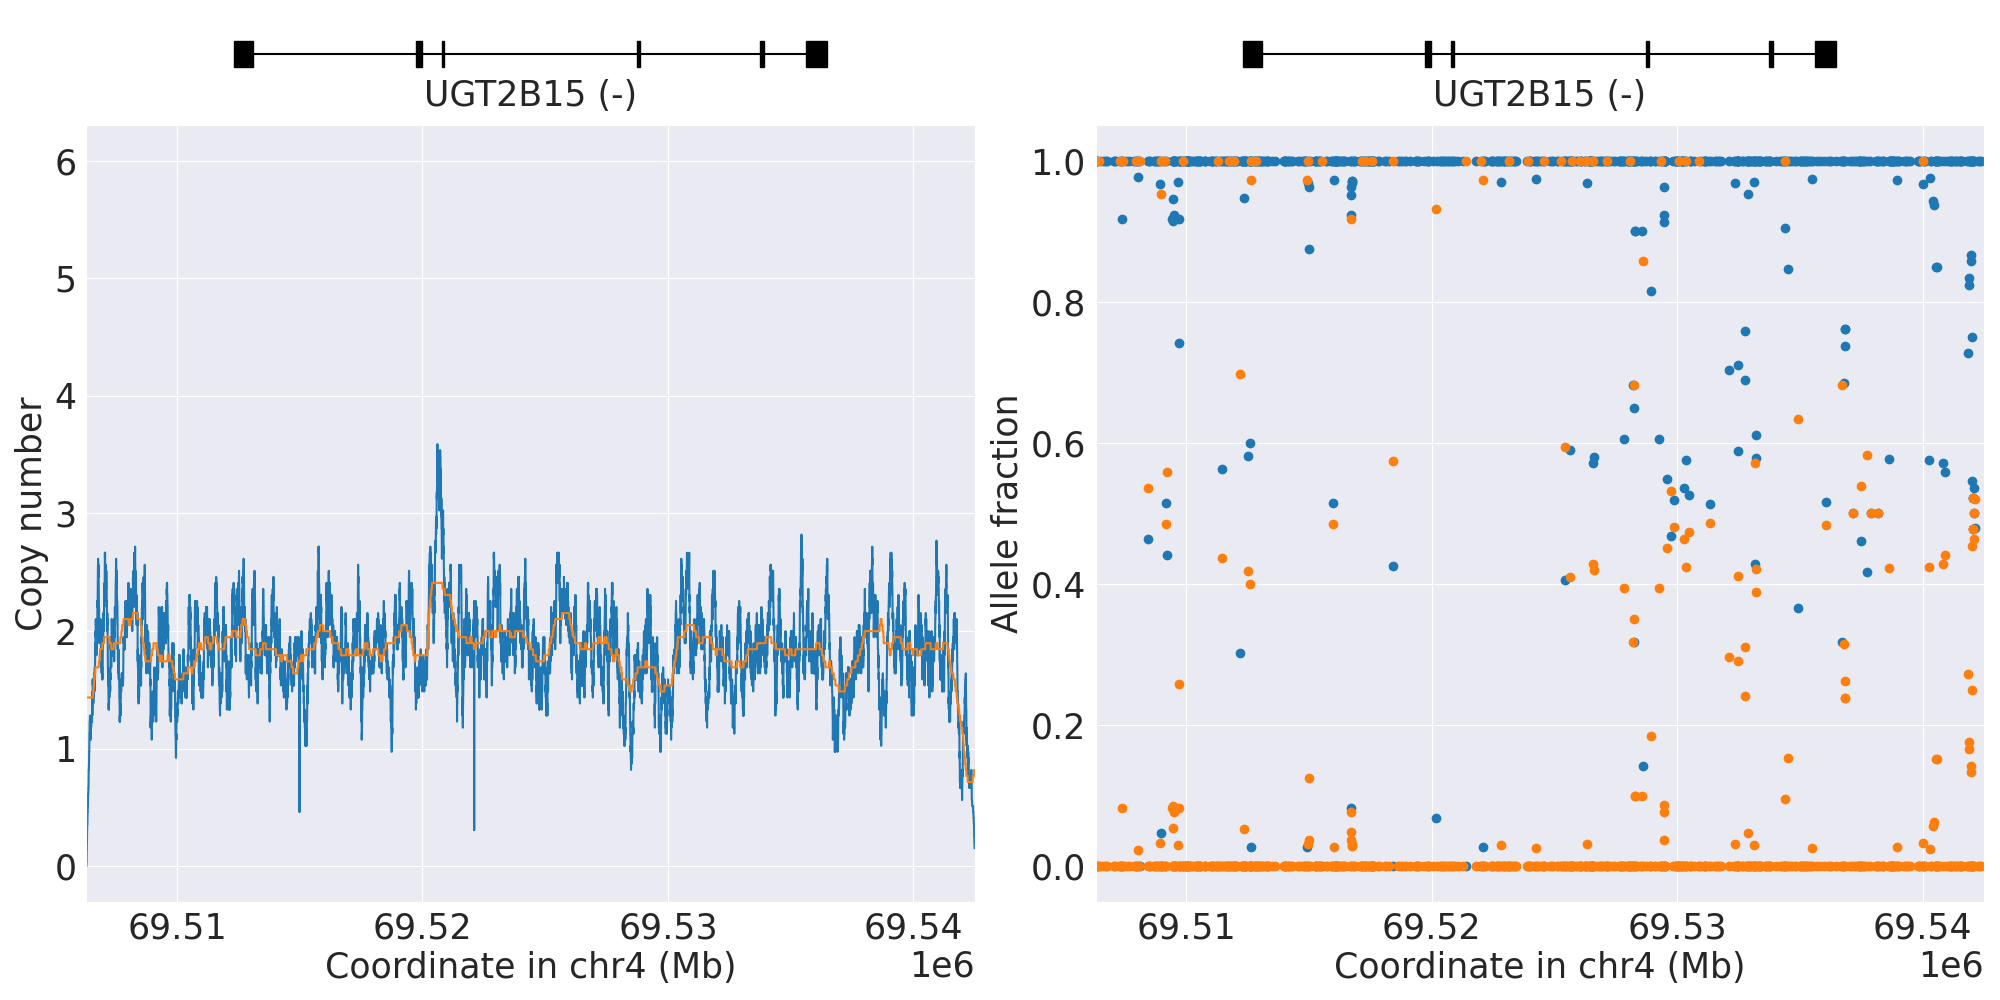 UGT2B15 (-)
6
5
4
3
2
1
0
Copy number
69.51
69.52
69.53
69.54
Coordinate in chr4 (Mb)
1e6
UGT2B15 (-)
1.0
0.8
0.6
0.4
0.2
0.0
Allele fraction
69.51
69.52
69.53
69.54
Coordinate in chr4 (Mb)
1e6